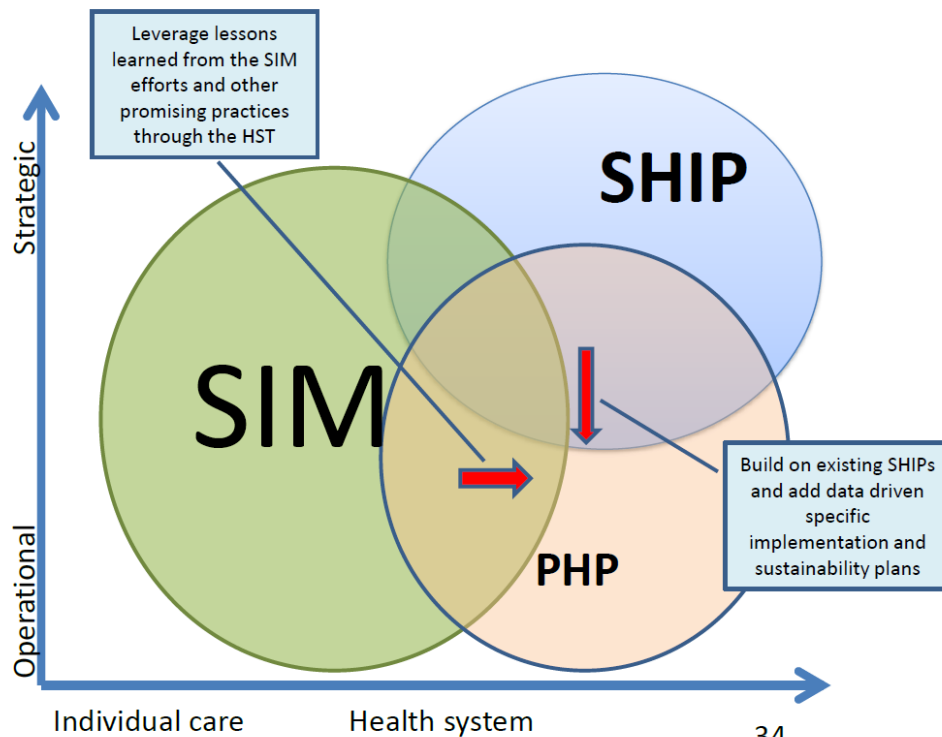 Leverage lessons
learned from the SIM
efforts and other
promising practices
through the HST
Strategic
SHIP
SIM
Build on existing SHIPs
and add data driven
specific
implementation and
sustainability plans
PHP
Operational
Individual care
Health system
34